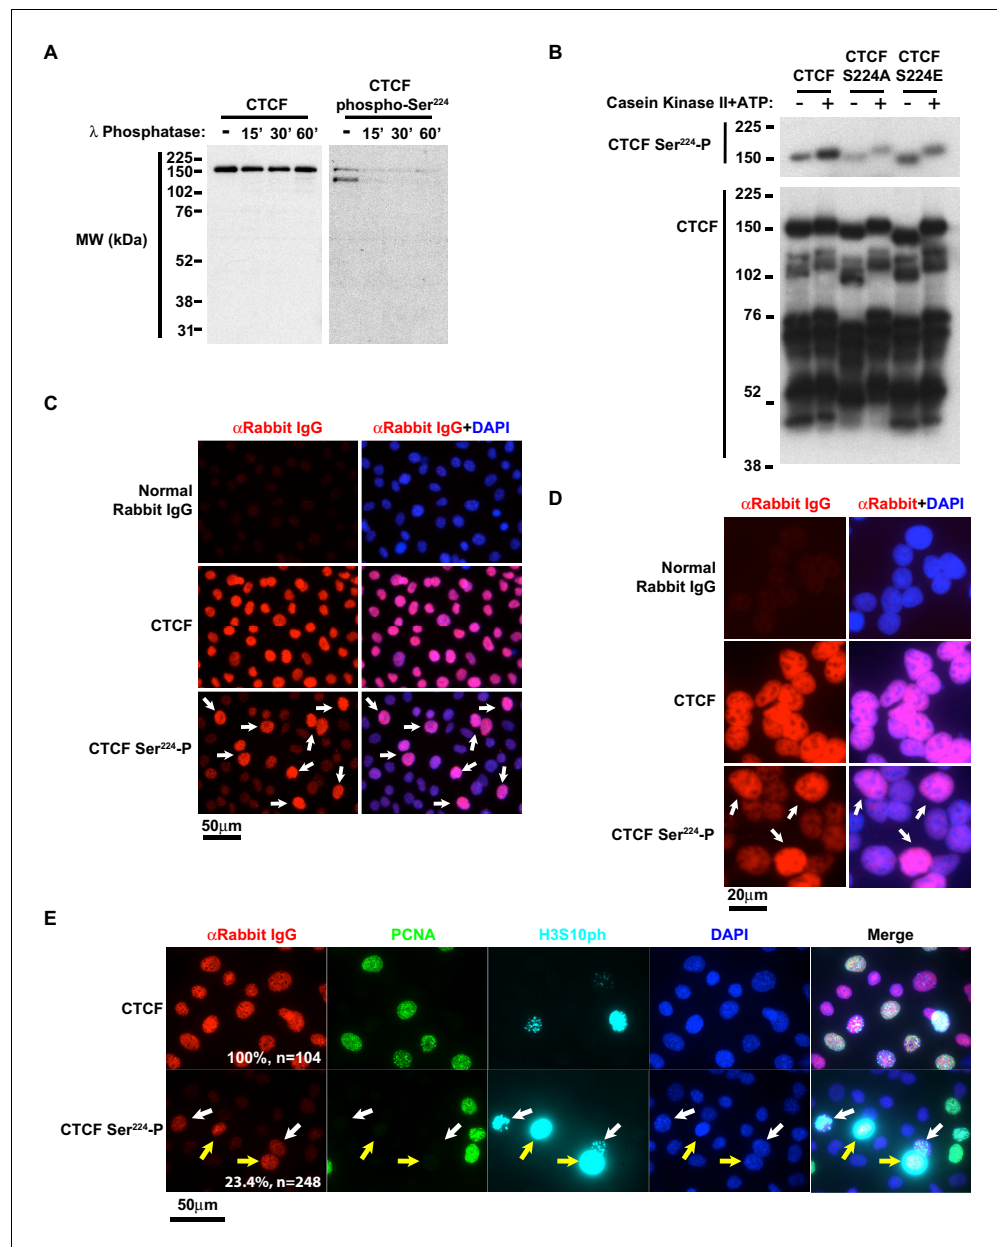 A
CTCF
CTCF
phospho-Ser²²⁴
λ Phosphatase: - 15’ 30’ 60’ - 15’ 30’ 60’
225
150
102
76
MW (kDa)
52
38
31
B
CTCF
CTCF
S224A
CTCF
S224E
Casein Kinase II+ATP: - + - + - +
225
CTCF Ser²²⁴-P
150
225
CTCF
150
102
76
52
38
C
αRabbit IgG
αRabbit IgG+DAPI
Normal
Rabbit IgG
CTCF
CTCF Ser²²⁴-P
50μm
D
αRabbit IgG
αRabbit+DAPI
Normal
Rabbit IgG
CTCF
CTCF Ser²²⁴-P
20μm
E
αRabbit IgG
PCNA
H3S10ph
DAPI
Merge
CTCF
100%, n=104
CTCF Ser²²⁴-P
23.4%, n=248
50μm